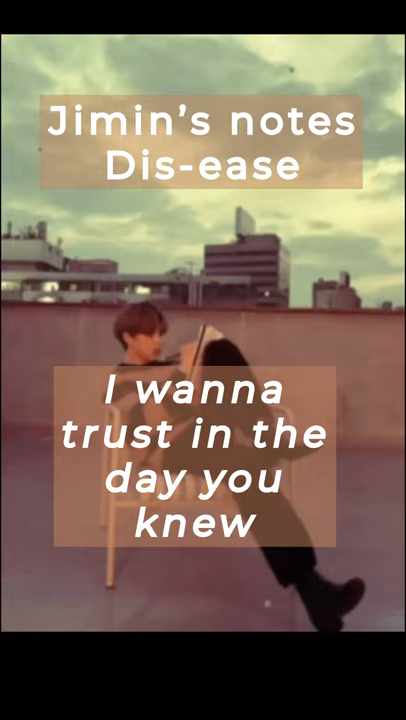 Jimin’s notes
Dis-ease
I wanna
trust in the
day you
knew